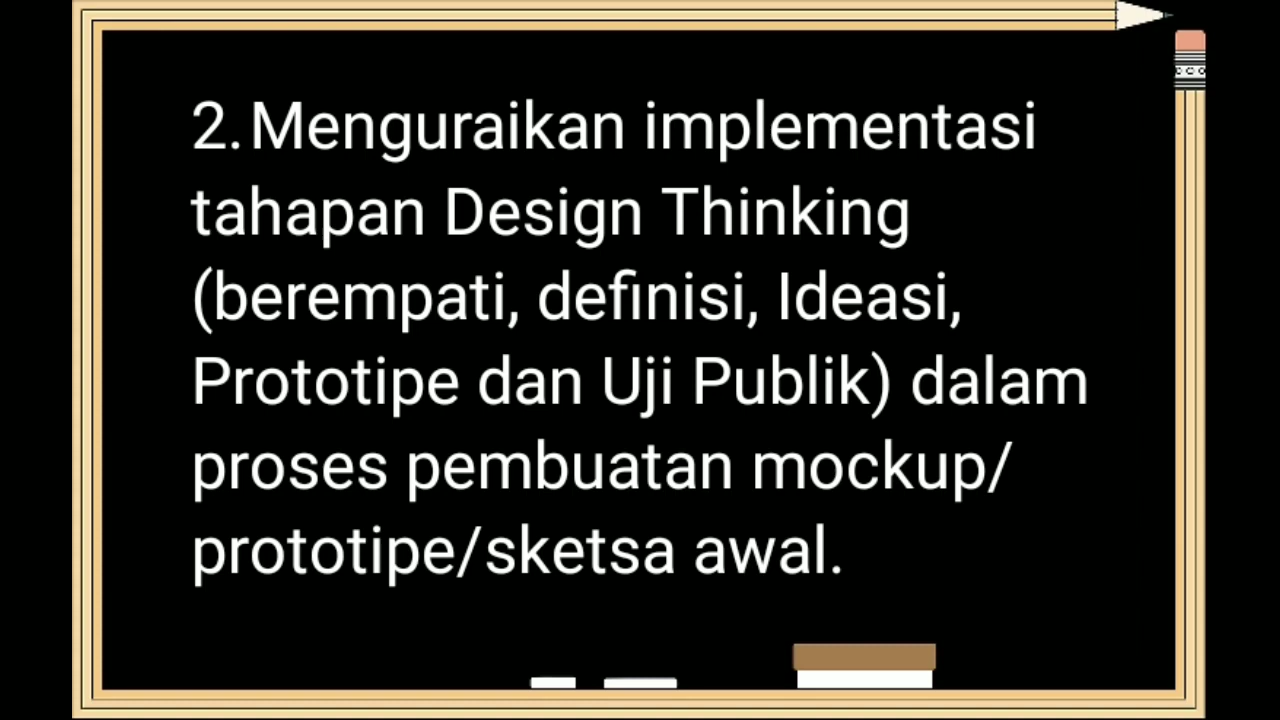 2. Menguraikan implementasi
tahapan Design Thinking
(berempati, definisi, Ideasi,
Prototipe dan Uji Publik) dalam
proses pembuatan mockup/
prototipe/sketsa awal.